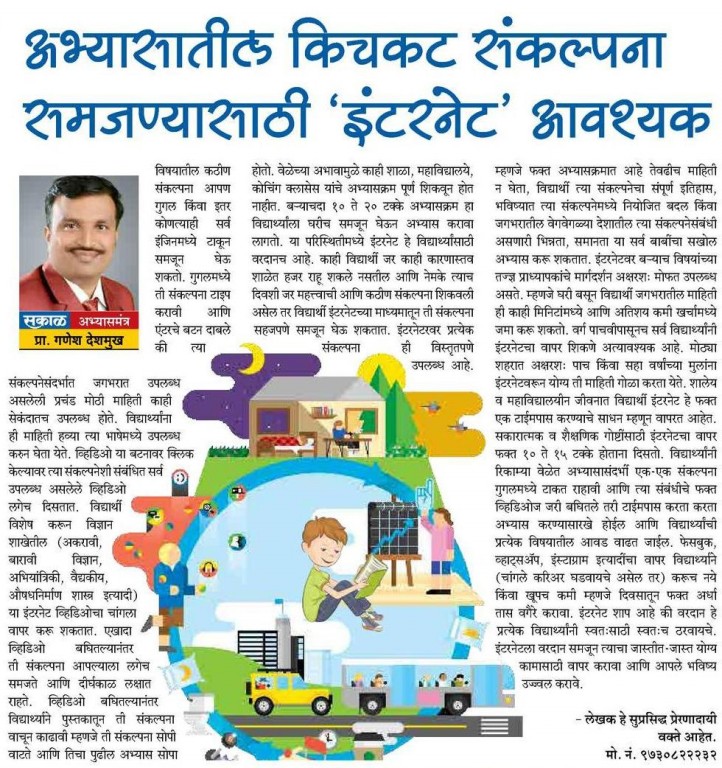 अभ्यासातील किचकट संकल्पना
समजण्यासाठी ‘इंटरनेट’ आवश्यक
सकाळ अभ्यासमंत्र
प्रा. गणेश देशमुख
विषयातील कठीण
संकल्पना आपण
गुगल किंवा इतर
कोणत्याही सर्च
इंजिनमध्ये टाकून
समजून घेऊ
शकतो. गुगलमध्ये
ती संकल्पना टाइप
करावी आणि
एंटरचे बटन दाबले
की त्या
संकल्पनेसंदर्भात जगभरात उपलब्ध
असलेली प्रचंड मोठी माहिती काही
सेकंदातच उपलब्ध होते. विद्यार्थ्यांना
ही माहिती हव्या त्या भाषेमध्ये उपलब्ध
करुन घेता येते. व्हिडिओ या बटनावर क्लिक
केल्यावर त्या संकल्पनेशी संबंधित सर्व
उपलब्ध असलेले व्हिडिओ
लगेच दिसतात. विद्यार्थी
विशेष करून विज्ञान
शाखेतील (अकरावी,
बारावी विज्ञान,
अभियांत्रिकी, वैद्यकीय,
औषधनिर्माण शास्त्र इत्यादी)
या इंटरनेट व्हिडिओचा चांगला
वापर करू शकतात. एखादा
व्हिडिओ बघितल्यानंतर
ती संकल्पना आपल्याला लगेच
समजते आणि दीर्घकाळ लक्षात
राहते. व्हिडिओ बघितल्यानंतर
विद्यार्थ्याने पुस्तकातून ती संकल्पना
वाचून काढावी म्हणजे ती संकल्पना सोपी
वाटते आणि तिचा पुढील अभ्यास सोपा
होतो. वेळेच्या अभावामुळे काही शाळा, महाविद्यालये,
कोचिंग क्लासेस यांचे अभ्यासक्रम पूर्ण शिकवून होत
नाहीत. बऱ्याचदा १० ते २० टक्के अभ्यासक्रम हा
विद्यार्थ्याला घरीच समजून घेऊन अभ्यास करावा
लागतो. या परिस्थितीमध्ये इंटरनेट हे विद्यार्थ्यांसाठी
वरदानच आहे. काही विद्यार्थी जर काही कारणास्तव
शाळेत हजर राहू शकले नसतील आणि नेमके त्याच
दिवशी जर महत्त्वाची आणि कठीण संकल्पना शिकवली
असेल तर विद्यार्थी इंटरनेटच्या माध्यमातून ती संकल्पना
सहजपणे समजून घेऊ शकतात. इंटरनेटरवर प्रत्येक
संकल्पना ही विस्तृतपणे
उपलब्ध आहे.
म्हणजे फक्त अभ्यासक्रमात आहे तेवढीच माहिती
न घेता, विद्यार्थी त्या संकल्पनेचा संपूर्ण इतिहास,
भविष्यात त्या संकल्पनेमध्ये नियोजित बदल किंवा
जगभरातील वेगवेगळ्या देशातील त्या संकल्पनेसंबंधी
असणारी भिन्नता, समानता या सर्व बाबींचा सखोल
अभ्यास करू शकतात. इंटरनेटवर बऱ्याच विषयांच्या
तज्ज्ञ प्राध्यापकांचे मार्गदर्शन अक्षरशः मोफत उपलब्ध
असते. म्हणजे घरी बसून विद्यार्थी जगभरातील माहिती
ही काही मिनिटांमध्ये आणि अतिशय कमी खर्चामध्ये
जमा करू शकतो. वर्ग पाचवीपासूनच सर्व विद्यार्थ्यांनी
इंटरनेटचा वापर शिकणे अत्यावश्यक आहे. मोठ्या
शहरात अक्षरशः पाच किंवा सहा वर्षाच्या मुलांना
इंटरनेटवरून योग्य ती माहिती गोळा करता येते. शालेय
व महाविद्यालयीन जीवनात विद्यार्थी इंटरनेट हे फक्त
एक टाईमपास करण्याचे साधन म्हणून वापरत आहेत.
सकारात्मक व शैक्षणिक गोष्टींसाठी इंटरनेटचा वापर
फक्त १० ते १५ टक्के होताना दिसतो. विद्यार्थ्यांनी
रिकाम्या वेळेत अभ्यासासंदर्भी एक-एक संकल्पना
गुगलमध्ये टाकत राहावी आणि त्या संबंधीचे फक्त
व्हिडिओज जरी बघितले तरी टाईमपास करता करता
अभ्यास करण्यासारखे होईल आणि विद्यार्थ्यांची
प्रत्येक विषयातील आवड वाढत जाईल. फेसबुक,
व्हाट्सॲप, इंस्टाग्राम इत्यादींचा वापर विद्यार्थ्याने
(चांगले करिअर घडवायचे असेल तर) करूच नये
किंवा खूपच कमी म्हणजे दिवसातून फक्त अर्धा
तास वगैरे करावा. इंटरनेट शाप आहे की वरदान हे
प्रत्येक विद्यार्थ्यांनी स्वतःसाठी स्वतःच ठरवायचे.
इंटरनेटला वरदान समजून त्याचा जास्तीत-जास्त योग्य
कामासाठी वापर करावा आणि आपले भविष्य
उज्ज्वल करावे.
- लेखक हे सुप्रसिद्ध प्रेरणादायी
वक्ते आहेत.
मो. नं. ९७३०८२२२३२